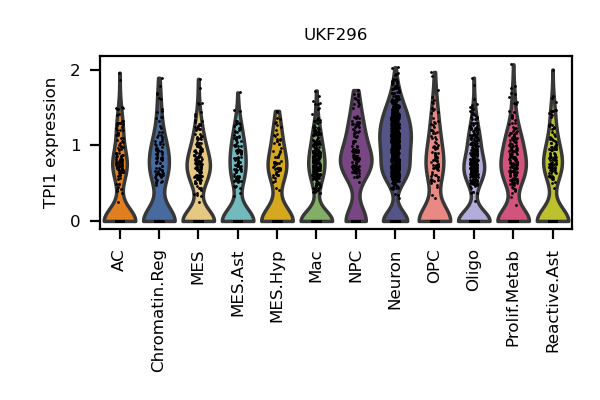 UKF296
TPI1 expression
2
1
0
AC
Chromatin.Reg
MES
MES.Ast
MES.Hyp
Mac
NPC
Neuron
OPC
Oligo
Prolif.Metab
Reactive.Ast